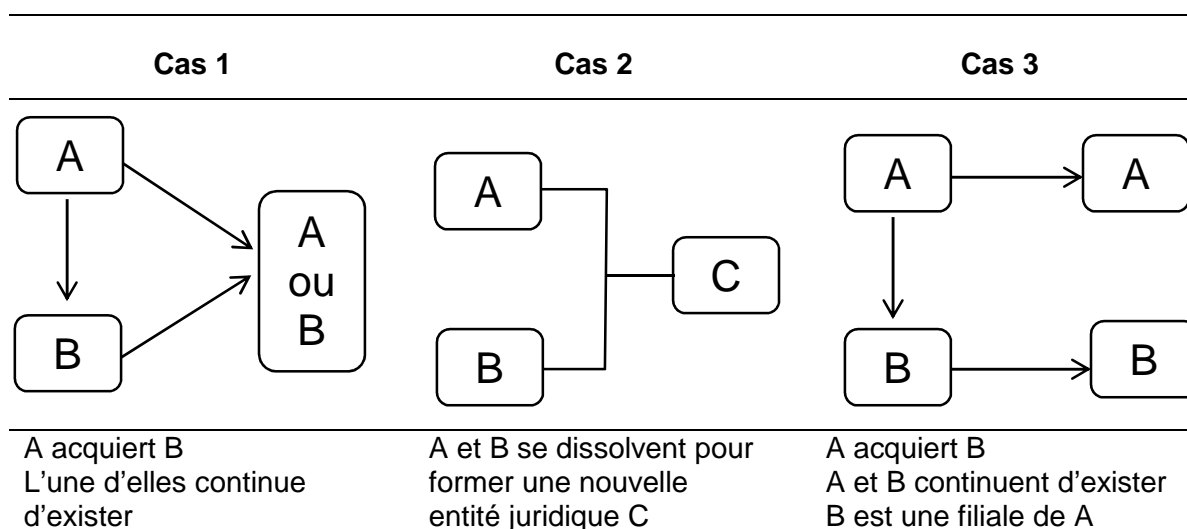 Cas 1
Cas 2
Cas 3
A
B
A
ou
B
A
B
C
A
A
B
B
A acquiert B
L'une d'elles continue
d'exister
A et B se dissolvent pour
former une nouvelle
entité juridique C
A acquiert B
A et B continuent d'exister
B est une filiale de A